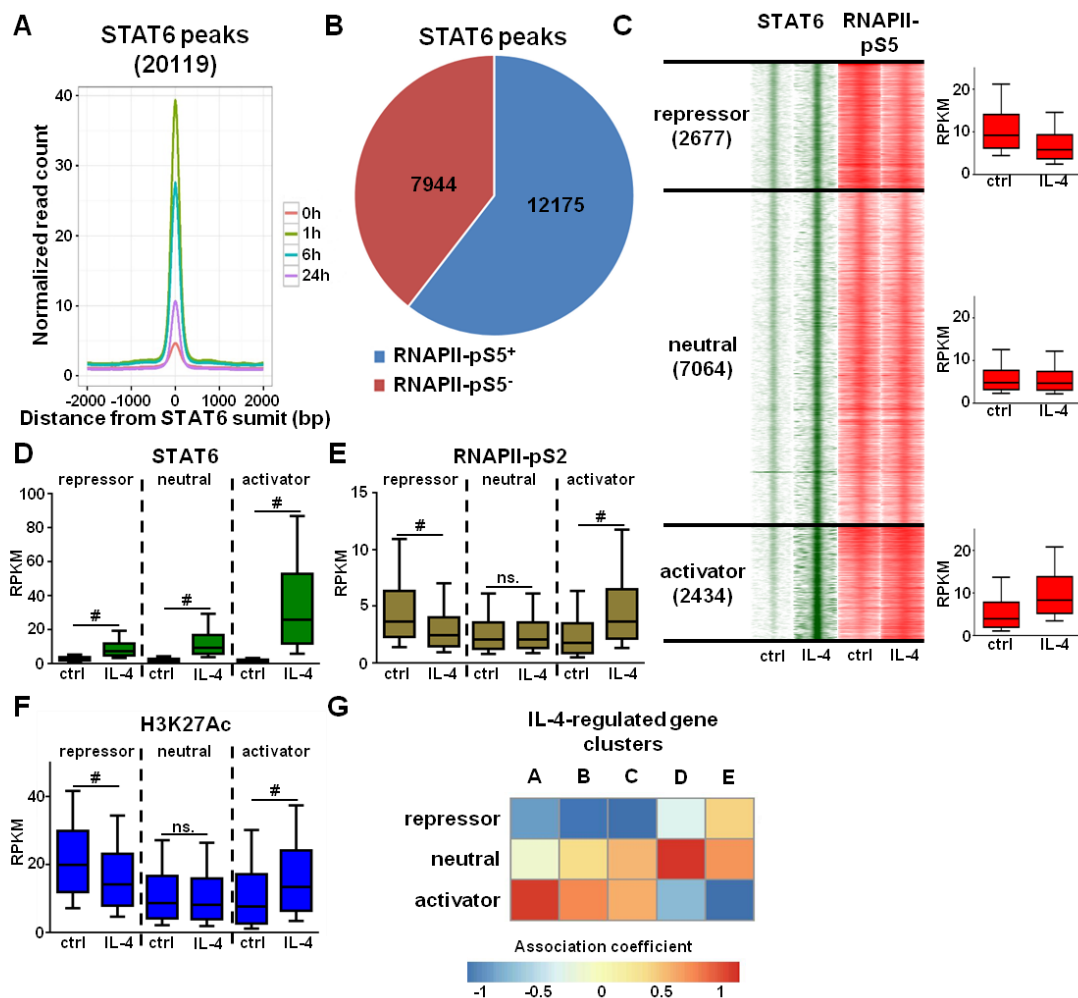 A
STAT6 peaks
(20119)
40
30
20
10
0
Normalized read count
-2000 -1000 0 1000 2000
Distance from STAT6 sumit (bp)
0h
1h
6h
24h
B
STAT6 peaks
7944
12175
RNAPII-pS5+
RNAPII-pS5-
C
STAT6
RNAPII-
pS5
repressor
(2677)
neutral
(7064)
activator
(2434)
ctrl IL-4 ctrl IL-4
RPKM
20
10
0
ctrl IL-4
RPKM
20
10
0
ctrl IL-4
RPKM
20
10
0
ctrl IL-4
D
STAT6
repressor neutral activator
RPKM
100
80
60
40
20
0
# # #
ctrl IL-4 ctrl IL-4 ctrl IL-4
E
RNAPII-pS2
repressor neutral activator
RPKM
15
10
5
0
# ns. #
ctrl IL-4 ctrl IL-4 ctrl IL-4
F
H3K27Ac
repressor neutral activator
RPKM
40
20
0
# ns. #
ctrl IL-4 ctrl IL-4 ctrl IL-4
G
IL-4-regulated gene
clusters
A B C D E
repressor
neutral
activator
Association coefficient
-1 -0.5 0 0.5 1